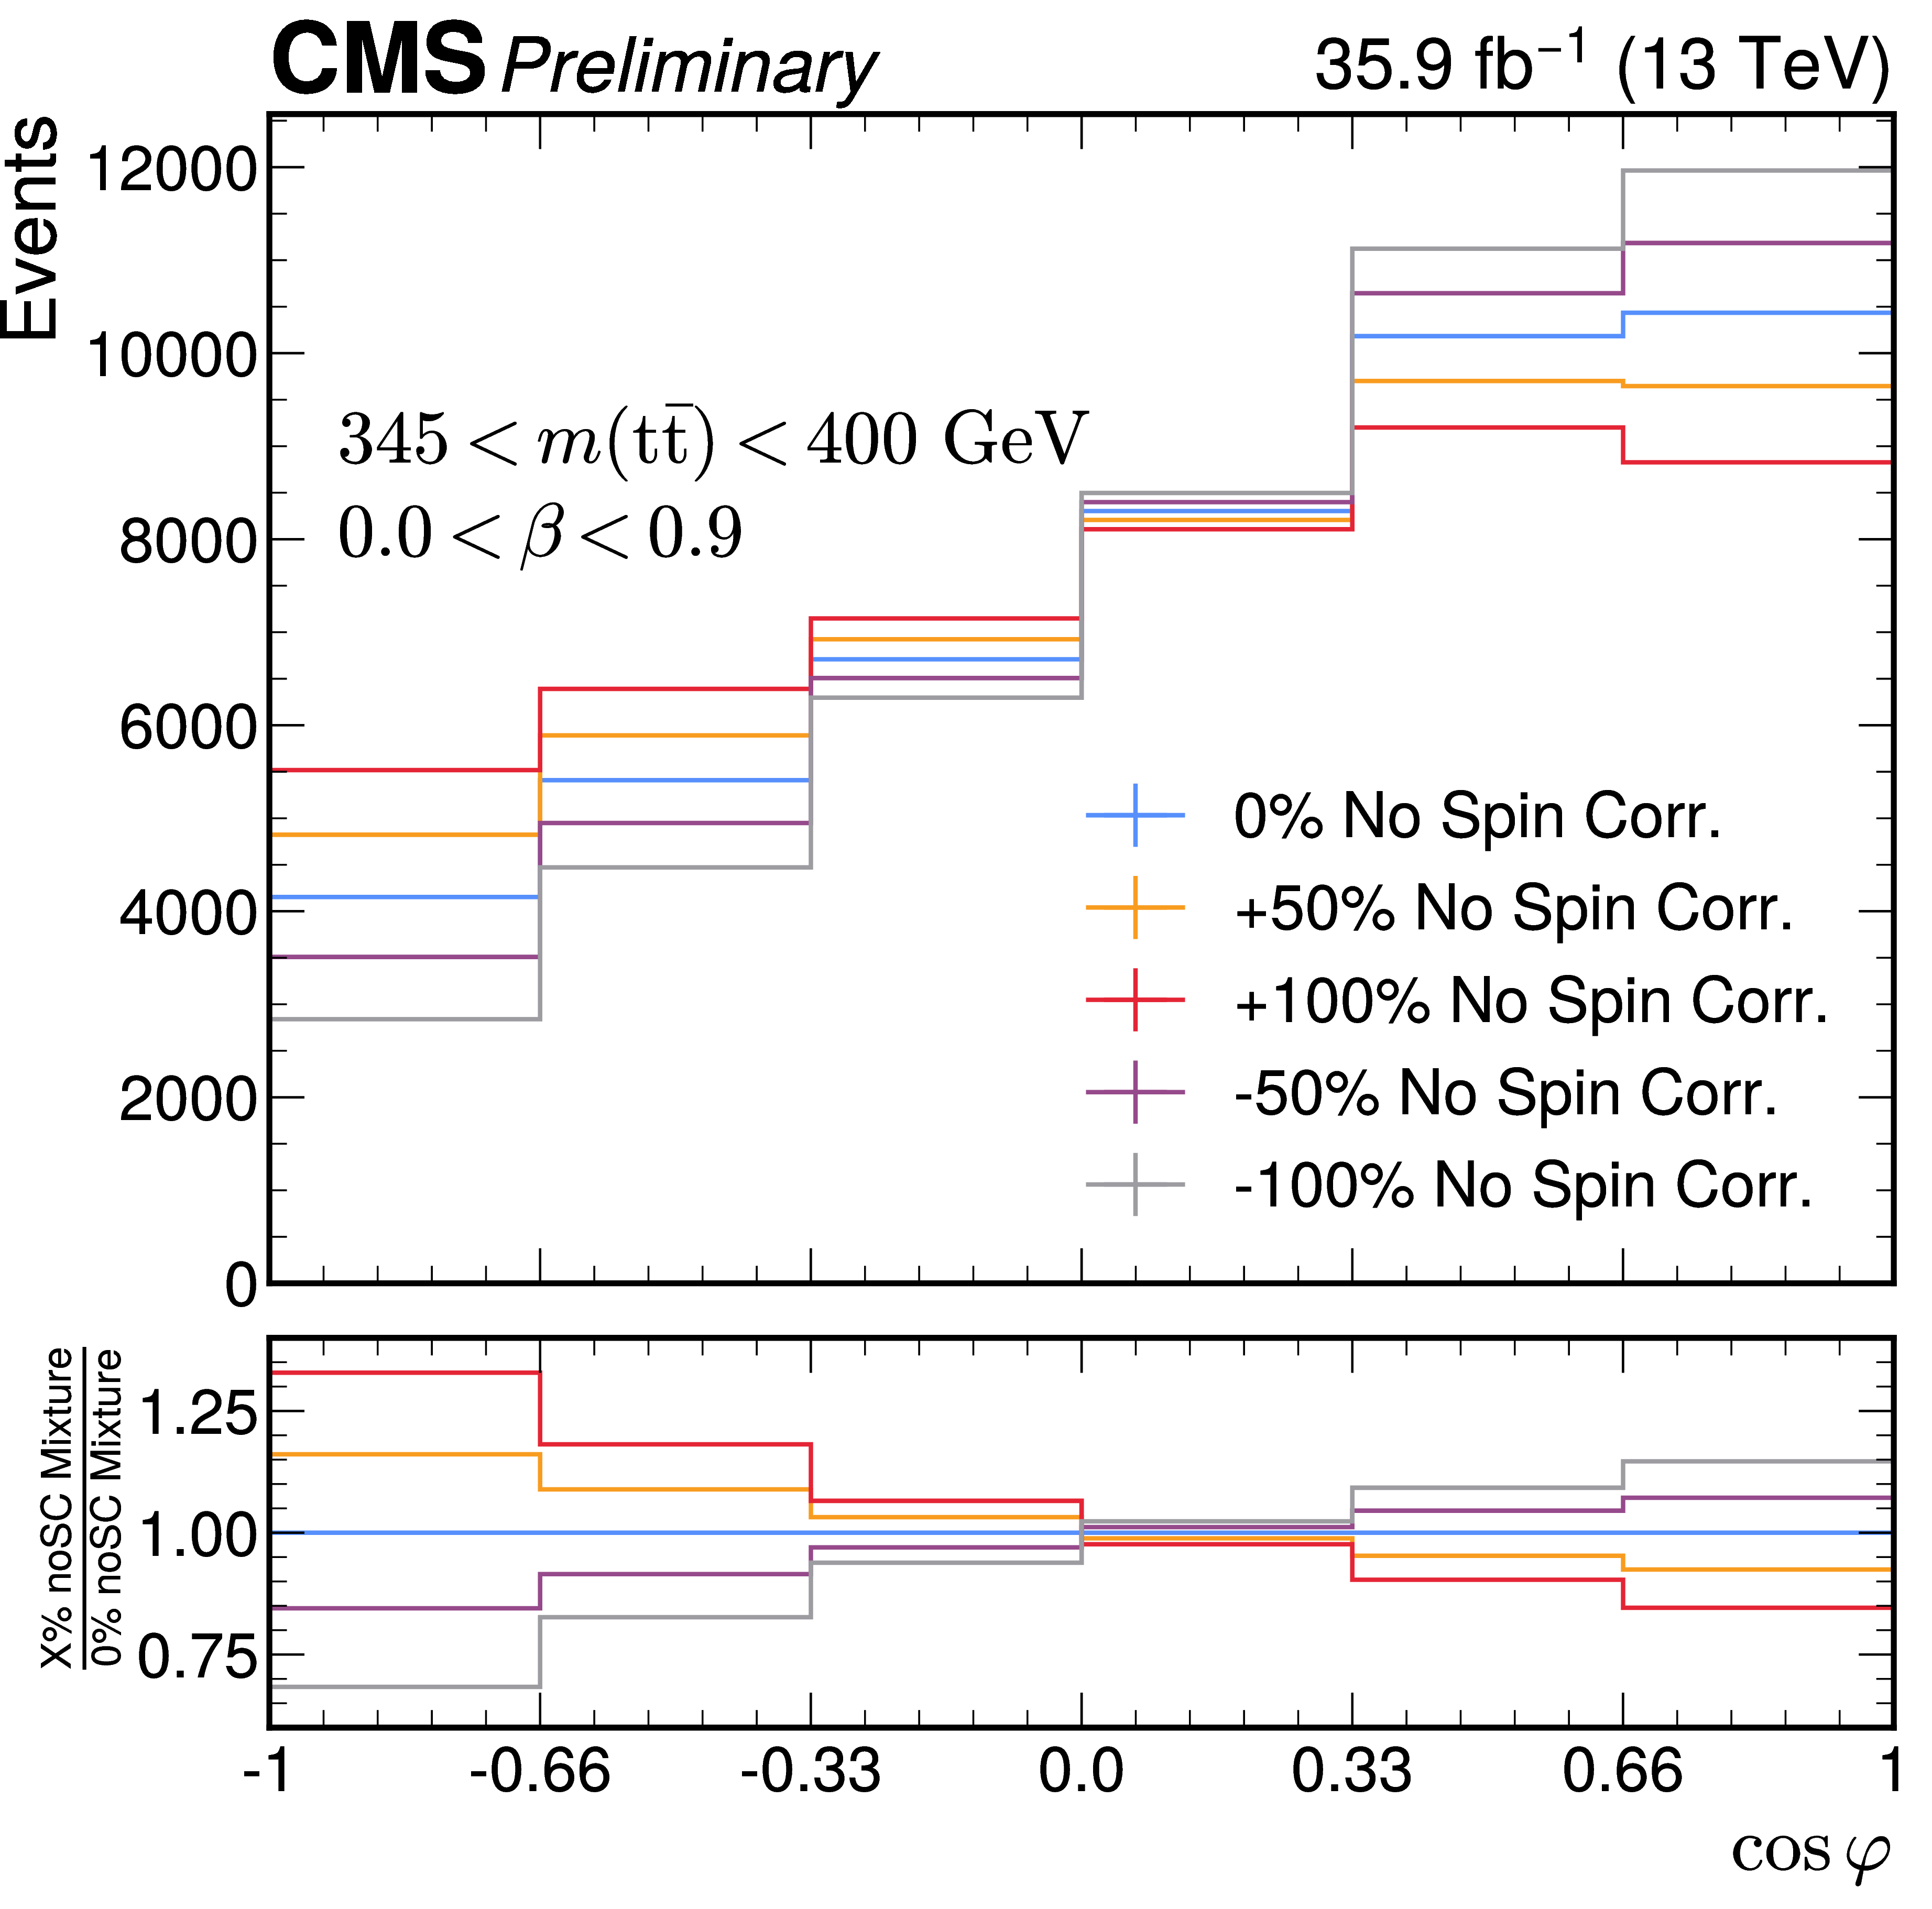 CMS Preliminary
35.9 fb⁻¹ (13 TeV)
Events
12000
10000
8000
6000
4000
2000
0
345 < m(tt̄) < 400 GeV
0.0 < β < 0.9
0% No Spin Corr.
+50% No Spin Corr.
+100% No Spin Corr.
-50% No Spin Corr.
-100% No Spin Corr.
X% noSC Mixture
0% noSC Mixture
1.25
1.00
0.75
-1 -0.66 -0.33 0.0 0.33 0.66 1
cos φ